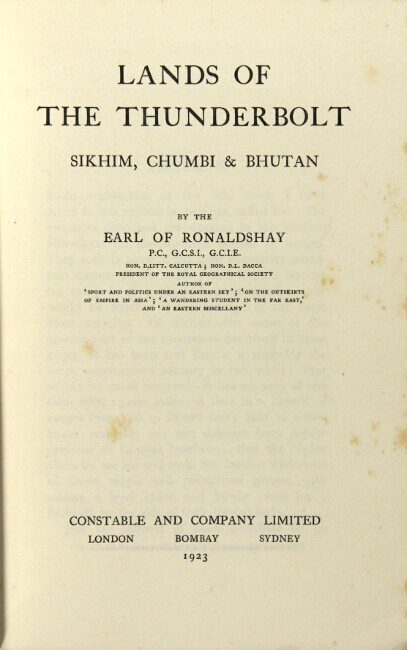 LANDS OF
THE THUNDERBOLT
SIKHIM, CHUMBI & BHUTAN
BY THE
EARL OF RONALDSHAY
P.C., G.C.S.I., G.C.I.E.
HON. D.LITT. CALCUTTA; HON. D.L. DACCA
PRESIDENT OF THE ROYAL GEOGRAPHICAL SOCIETY
AUTHOR OF
'SPORT AND POLITICS UNDER AN EASTERN SKY'; 'ON THE OUTSKIRTS
OF EMPIRE IN ASIA'; 'A WANDERING STUDENT IN THE FAR EAST,'
AND 'AN EASTERN MISCELLANY'
CONSTABLE AND COMPANY LIMITED
LONDON BOMBAY SYDNEY
1923